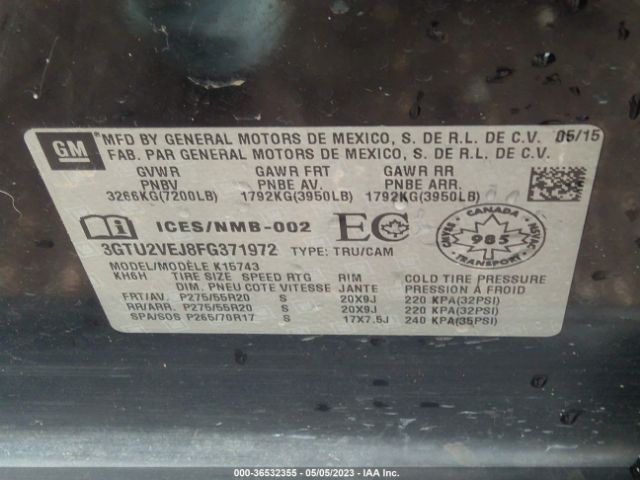 GM
MFD BY GENERAL MOTORS DE MEXICO, S. DE R.L. DE C.V. 05/15
FAB. PAR GENERAL MOTORS DE MEXICO, S. DE R.L. DE C.V.
GVWR GAWR FRT GAWR RR
PNBV PNBE AV. PNBE ARR.
3266KG(7200LB) 1792KG(3950LB) 1792KG(3950LB)
ICES/NMB-002 EC
CANADA
985
3GTU2VEJ8FG371972 TYPE: TRU/CAM
MODEL/MODÈLE K15743
KH6H TIRE SIZE SPEED RTG RIM COLD TIRE PRESSURE
DIM. PNEU COTE VITESSE JANTE PRESSION À FROID
FRT/AV. P275/55R20 S 20X9J 220 KPA(32PSI)
RR/ARR. P275/55R20 S 20X9J 220 KPA(32PSI)
SPA/SOS P265/70R17 S 17X7.5J 240 KPA(35PSI)
000-36532355 - 05/05/2023 - IAA Inc.